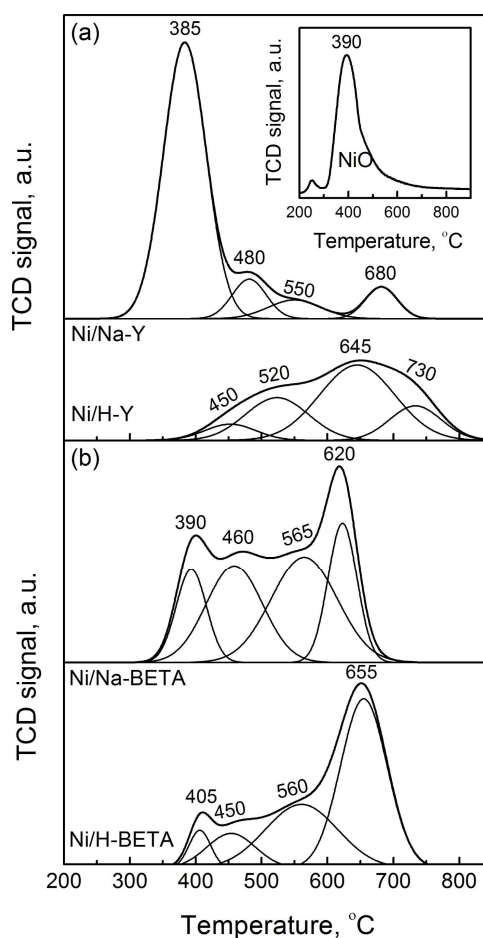 (a)
385
TCD signal, a.u.
480
550
680
Ni/Na-Y
390
TCD signal, a.u.
NiO
200 400 600 800
Temperature, °C
450
520
645
730
Ni/H-Y
(b)
390
460
565
620
TCD signal, a.u.
Ni/Na-BETA
405
450
560
655
Ni/H-BETA
200 300 400 500 600 700 800
Temperature, °C